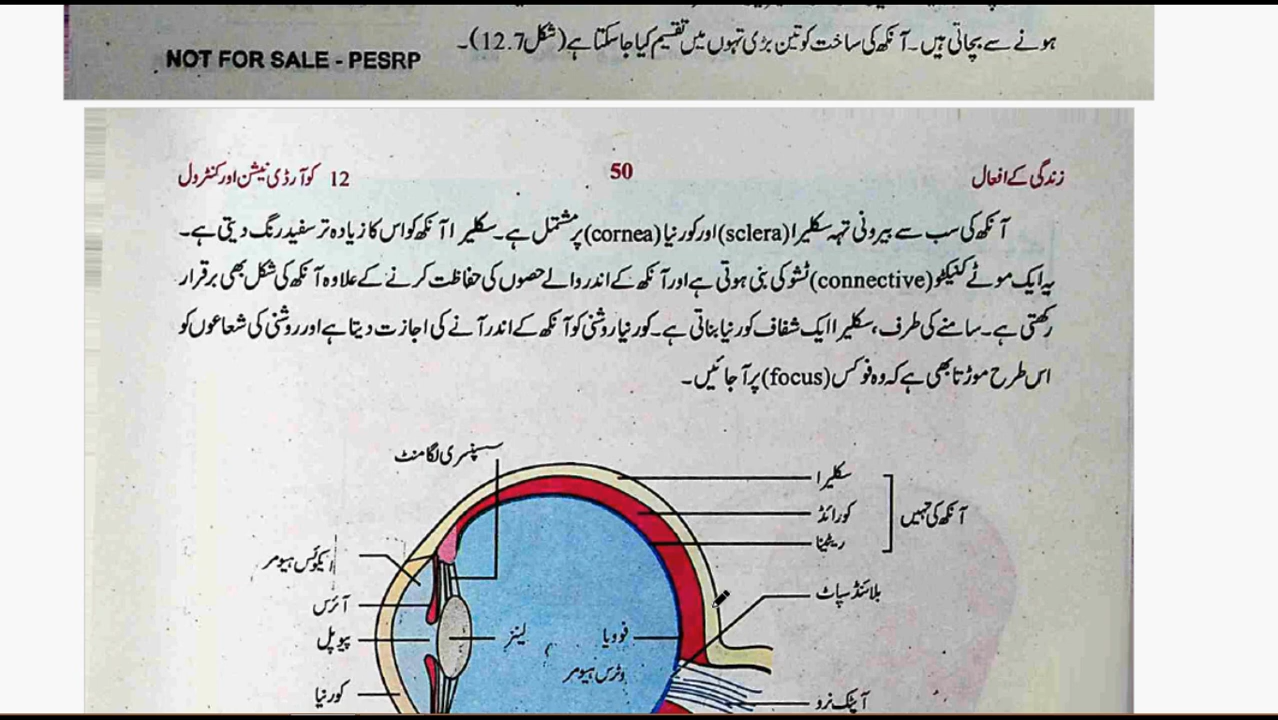 ہونے سے بچاتی ہیں۔ آنکھ کی ساخت کو تین بڑی تہوں میں تقسیم کیا جا سکتا ہے (شکل 12.7)۔
NOT FOR SALE - PESRP
زندگی کے افعال 50 12 کوآرڈی نیشن اور کنٹرول
آنکھ کی سب سے بیرونی تہہ سکلیرا (sclera) اور کورنیا (cornea) پر مشتمل ہے۔ سکلیرا آنکھ کو اس کا زیادہ تر سفید رنگ دیتی ہے۔
یہ ایک موٹے کنیکٹو (connective) ٹشو کی بنی ہوتی ہے اور آنکھ کے اندر والے حصوں کی حفاظت کرنے کے علاوہ آنکھ کی شکل بھی برقرار
رکھتی ہے۔ سامنے کی طرف، سکلیرا ایک شفاف کورنیا بناتی ہے۔ کورنیا روشنی کو آنکھ کے اندر آنے کی اجازت دیتا ہے اور روشنی کی شعاعوں کو
اس طرح موڑتا بھی ہے کہ وہ فوکس (focus) پر آ جائیں۔
سسپنسری لگامنٹ
سکلیرا
کورائڈ
آنکھ کی تہیں
ریٹینا
ایکوئس ہیومر
بلائنڈ سپاٹ
آئرس
پیوپل
لینز
فوویا
وٹرس ہیومر
کورنیا
آپٹک نرو